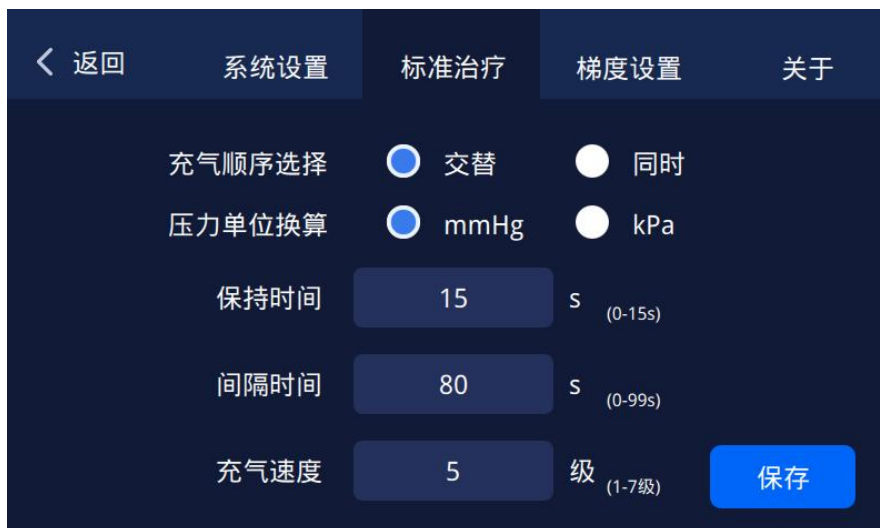 返回 系统设置 标准治疗 梯度设置 关于
充气顺序选择 交替 同时
压力单位换算 mmHg kPa
保持时间 15 s (0-15s)
间隔时间 80 s (0-99s)
充气速度 5 级 (1-7级) 保存